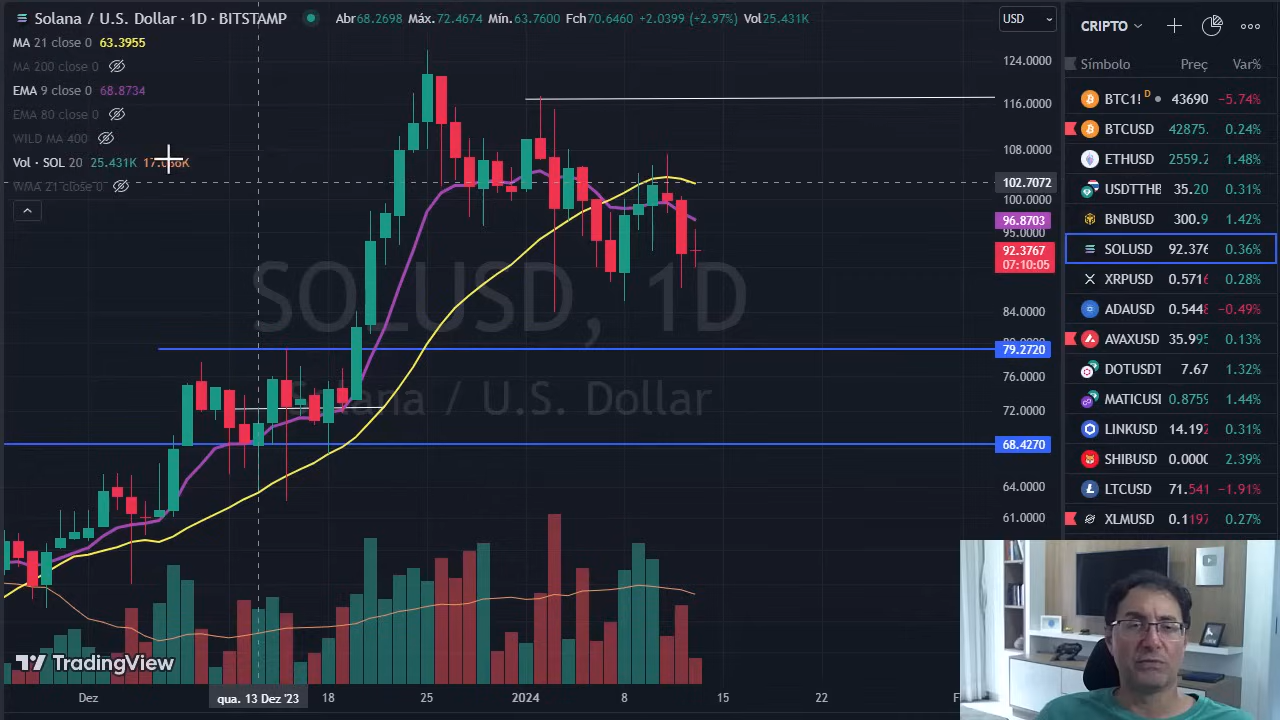 Solana / U.S. Dollar · 1D · BITSTAMP
Abr68.2698 Máx.72.4674 Mín.63.7600 Fch70.6460 +2.0399 (+2.97%) Vol25.431K
MA 21 close 0 63.3955
MA 200 close 0
EMA 9 close 0 68.8734
EMA 80 close 0
WILD MA 400
Vol · SOL 20 25.431K
WMA 21 close 0
SOLUSD, 1D
Solana / U.S. Dollar
USD
124.0000
116.0000
108.0000
102.7072
100.0000
96.8703
95.0000
92.3767
07:10:05
84.0000
79.2720
76.0000
72.0000
68.4270
64.0000
61.0000
TradingView
Dez
qua. 13 Dez '23
18
25
2024
8
15
22
CRIPTO
Símbolo Preç Var%
BTC1! D 43690 −5.74%
BTCUSD 42875. 0.24%
ETHUSD 2559.2 1.48%
USDTTHB 35.20 0.31%
BNBUSD 300.9 1.42%
SOLUSD 92.376 0.36%
XRPUSD 0.5716 0.28%
ADAUSD 0.5448 −0.49%
AVAXUSD 35.995 0.13%
DOTUSDT 7.67 1.32%
MATICUSI 0.8759 1.44%
LINKUSD 14.192 0.31%
SHIBUSD 0.0000 2.39%
LTCUSD 71.541 −1.91%
XLMUSD 0.1197 0.27%